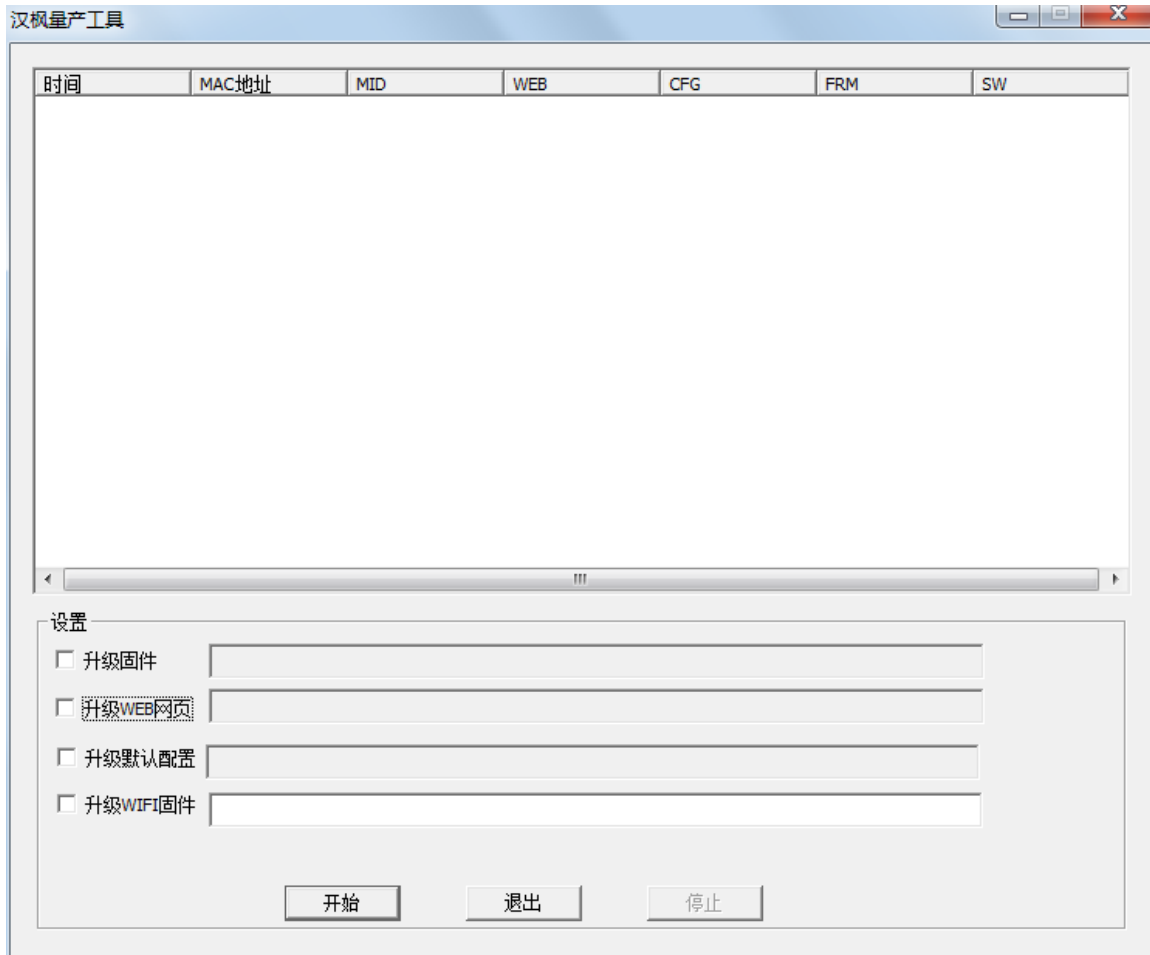 汉枫量产工具
时间 MAC地址 MID WEB CFG FRM SW
设置
升级固件
升级WEB网页
升级默认配置
升级WIFI固件
开始 退出 停止